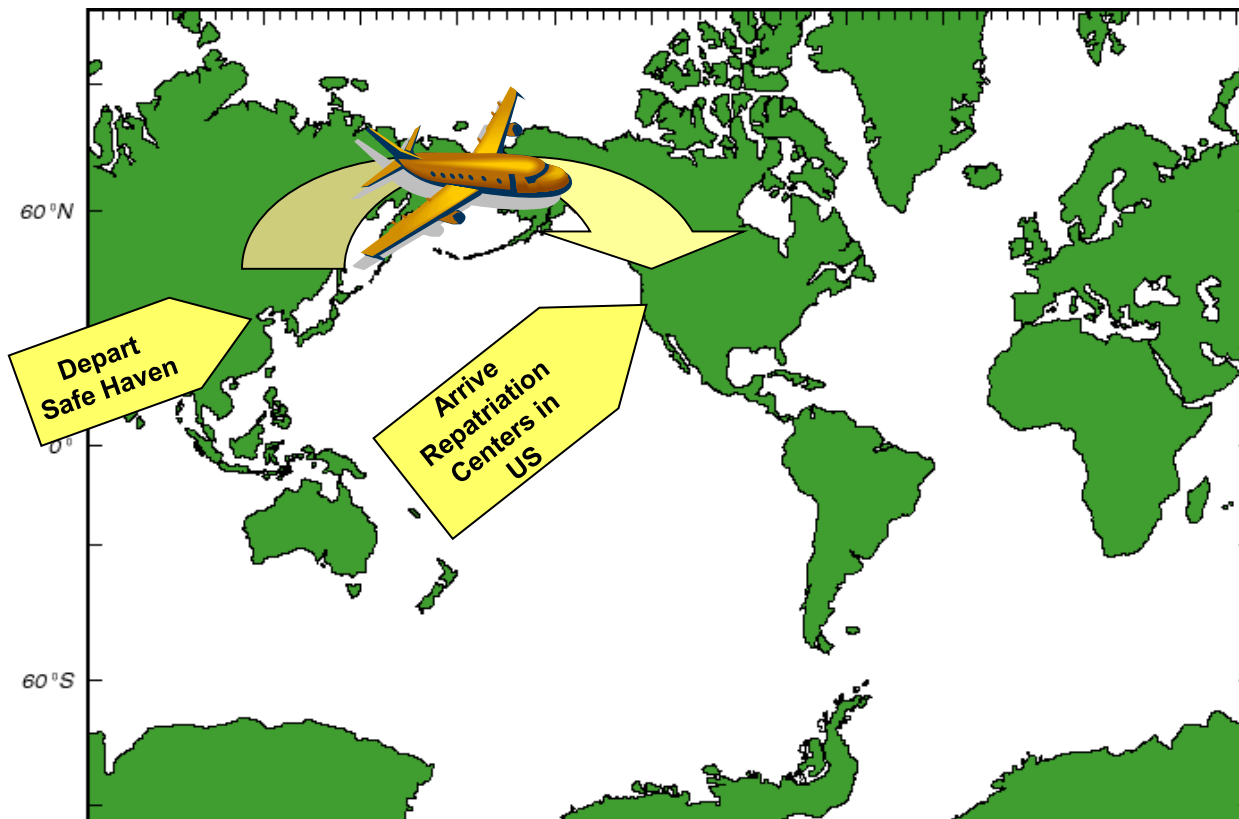 60°N
Depart
Safe Haven
Arrive
Repatriation
Centers in
US
0°
60°S